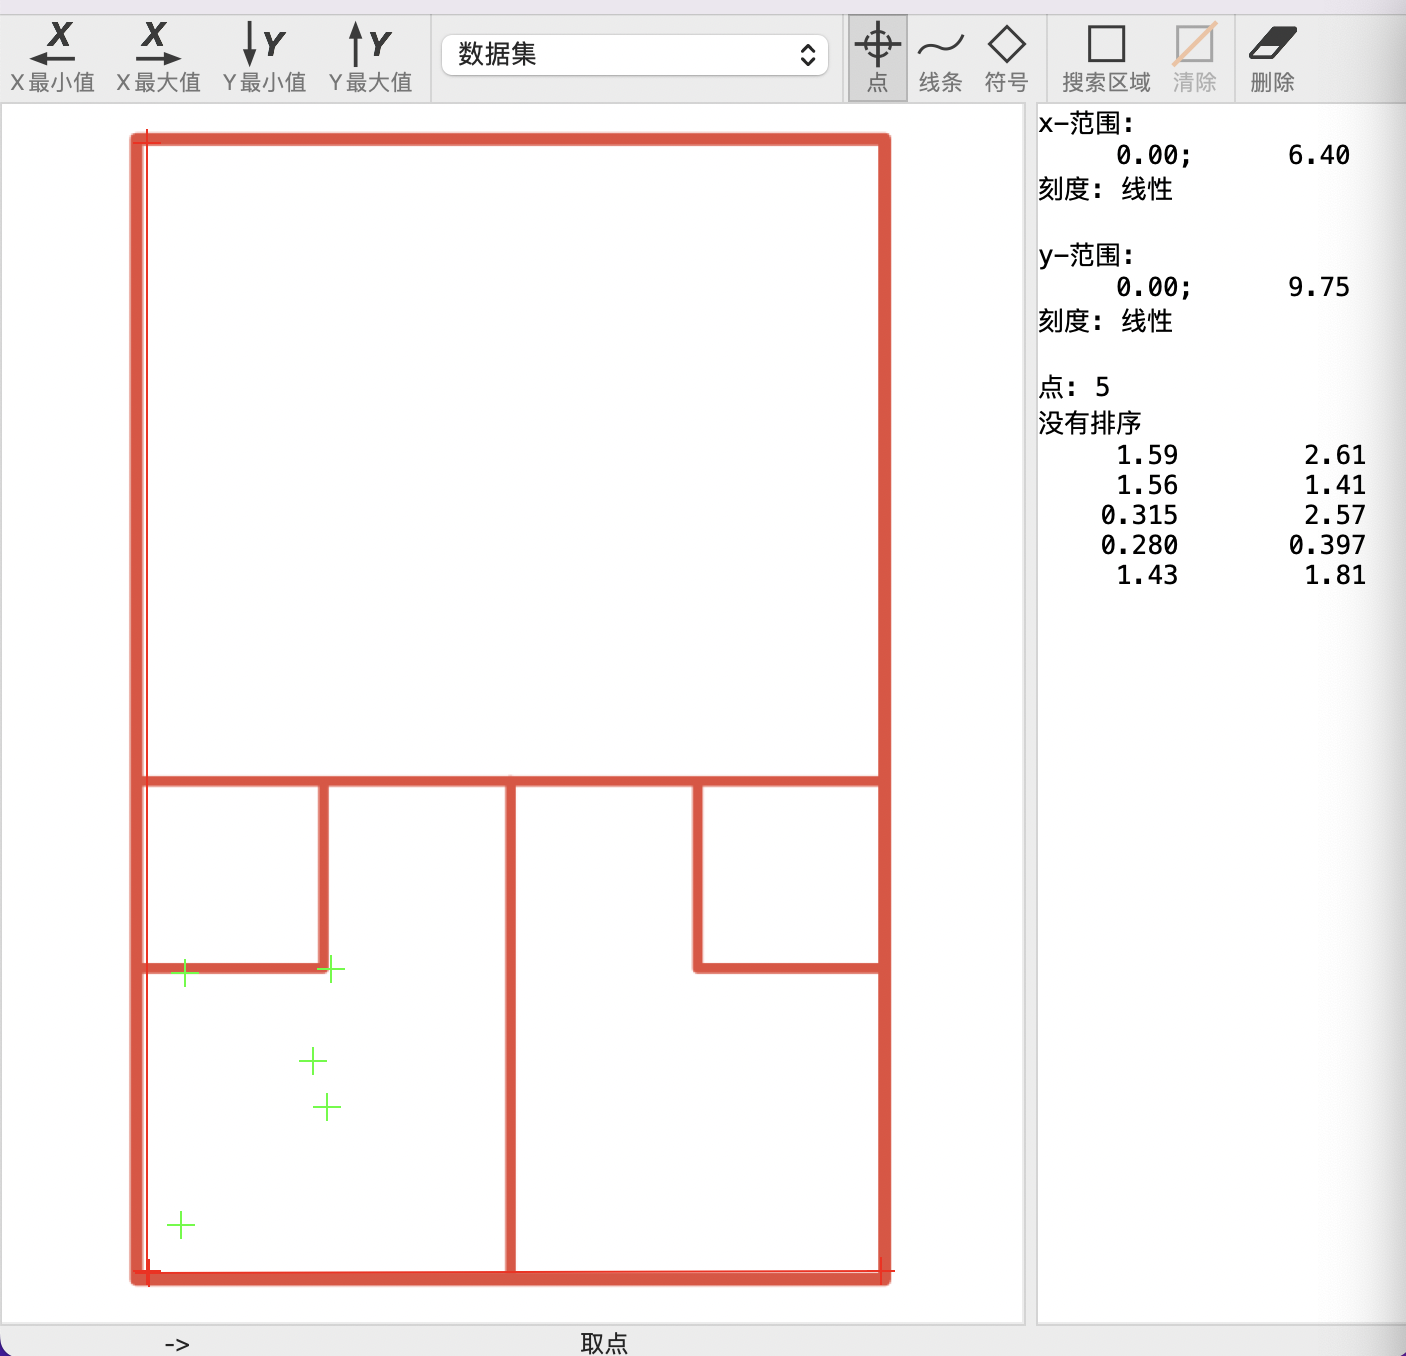 X Y Y
X 最小值 X 最大值 Y 最小值 Y 最大值
数据集
点 线条 符号 搜索区域 清除 删除
x-范围:
0.00; 6.40
刻度: 线性
y-范围:
0.00; 9.75
刻度: 线性
点: 5
没有排序
1.59 2.61
1.56 1.41
0.315 2.57
0.280 0.397
1.43 1.81
-> 取点